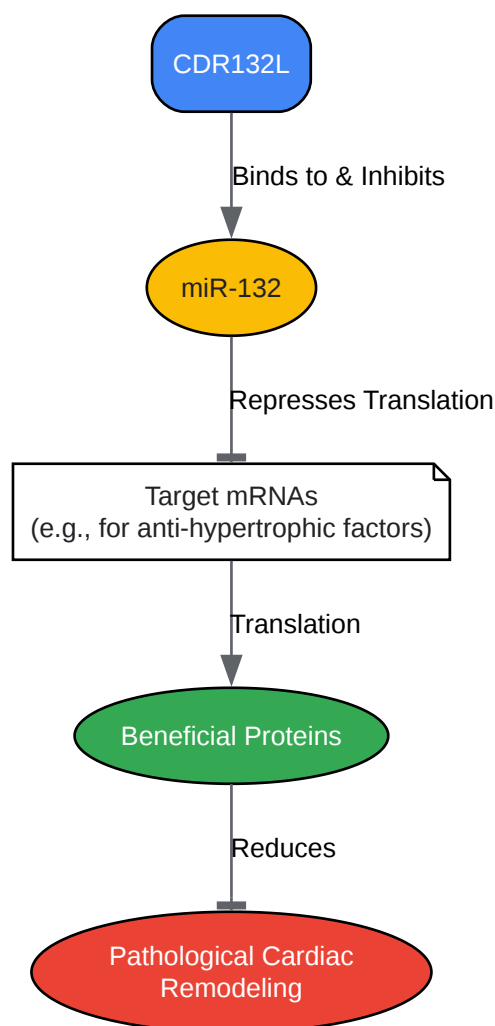 CDR132L
Binds to & Inhibits
miR-132
Represses Translation
Target mRNAs
(e.g., for anti-hypertrophic factors)
Translation
Beneficial Proteins
Reduces
Pathological Cardiac
Remodeling